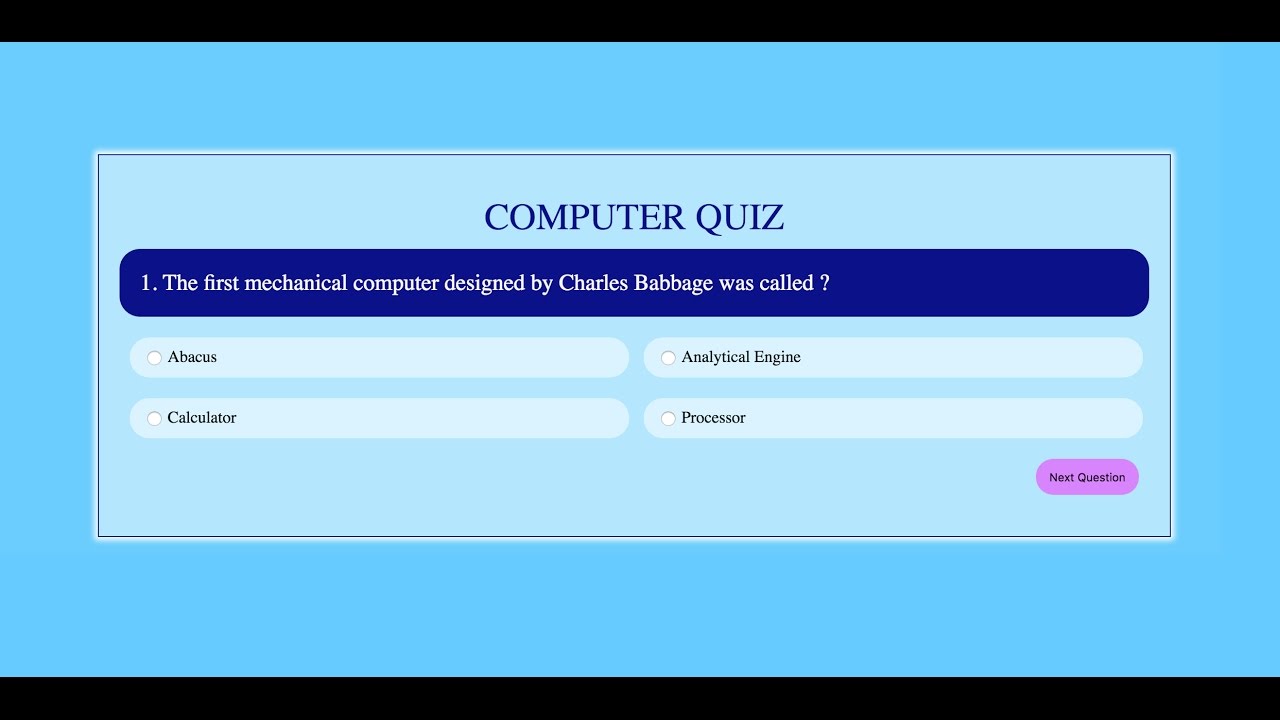 COMPUTER QUIZ
1. The first mechanical computer designed by Charles Babbage was called ?
Abacus
Analytical Engine
Calculator
Processor
Next Question